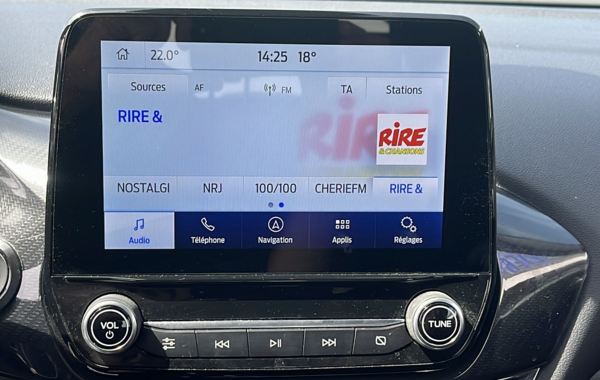 22.0° 14:25 18°
Sources AF FM TA Stations
RIRE &
RIRE
& CHANSONS
NOSTALGI NRJ 100/100 CHERIEFM RIRE &
Audio Téléphone Navigation Applis Réglages
VOL TUNE